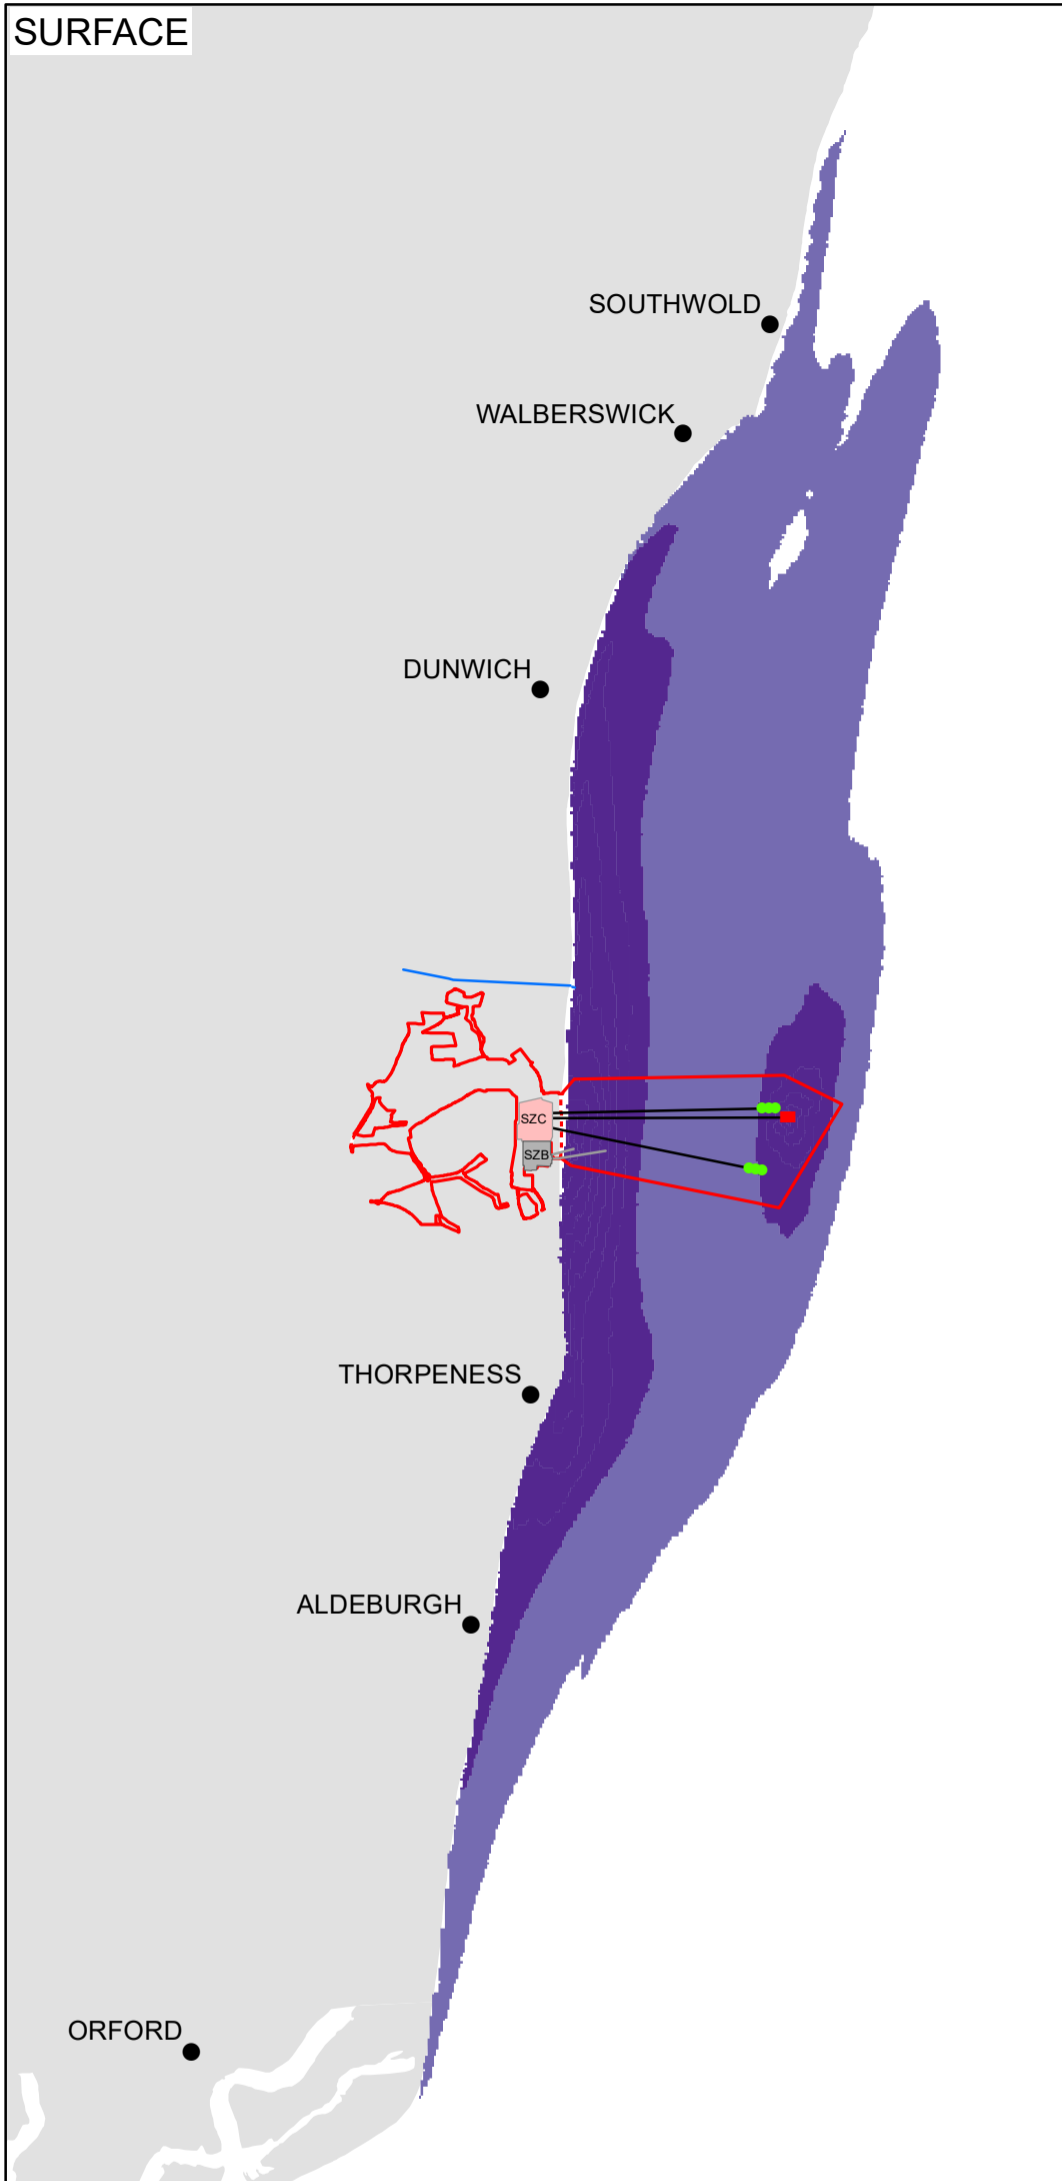 SURFACE
SOUTHWOLD
WALBERSWICK
DUNWICH
SZC
SZB
THORPENESS
ALDEBURGH
ORFORD